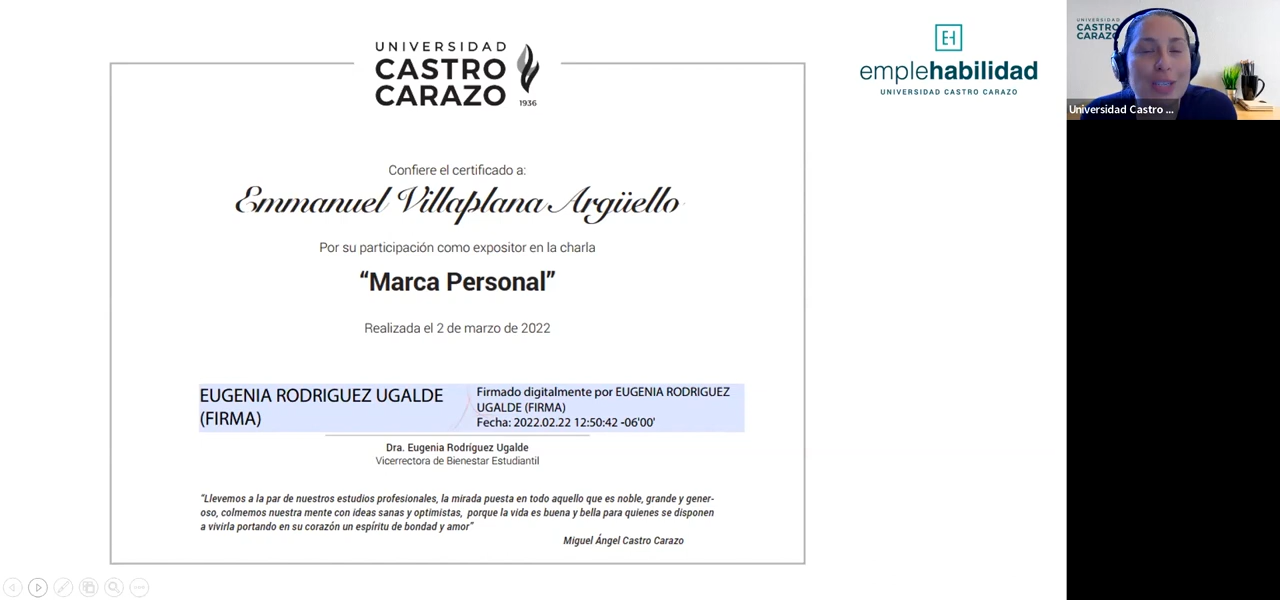 UNIVERSIDAD
CASTRO
CARAZO
1936
EH
emplehabilidad
UNIVERSIDAD CASTRO CARAZO
UNIVERSIDAD
CASTRO
CARAZO
Universidad Castro ...
Confiere el certificado a:
Emmanuel Villaplana Argüello
Por su participación como expositor en la charla
“Marca Personal”
Realizada el 2 de marzo de 2022
EUGENIA RODRIGUEZ UGALDE
(FIRMA)
Firmado digitalmente por EUGENIA RODRIGUEZ
UGALDE (FIRMA)
Fecha: 2022.02.22 12:50:42 -06'00'
Dra. Eugenia Rodríguez Ugalde
Vicerrectora de Bienestar Estudiantil
“Llevemos a la par de nuestros estudios profesionales, la mirada puesta en todo aquello que es noble, grande y gener-
oso, colmemos nuestra mente con ideas sanas y optimistas, porque la vida es buena y bella para quienes se disponen
a vivirla portando en su corazón un espíritu de bondad y amor”
Miguel Ángel Castro Carazo